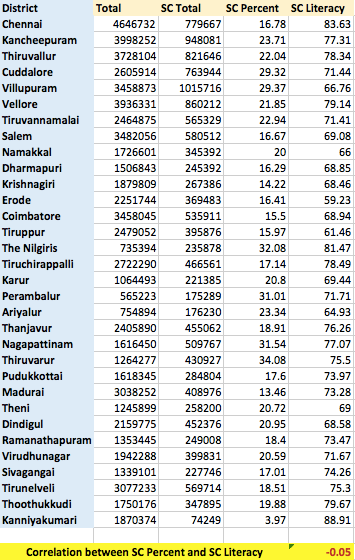 District Total SC Total SC Percent SC Literacy
Chennai 4646732 779667 16.78 83.63
Kancheepuram 3998252 948081 23.71 77.31
Thiruvallur 3728104 821646 22.04 78.34
Cuddalore 2605914 763944 29.32 71.44
Villupuram 3458873 1015716 29.37 66.76
Vellore 3936331 860212 21.85 79.14
Tiruvannamalai 2464875 565329 22.94 71.41
Salem 3482056 580512 16.67 69.08
Namakkal 1726601 345392 20 66
Dharmapuri 1506843 245392 16.29 68.85
Krishnagiri 1879809 267386 14.22 68.46
Erode 2251744 369483 16.41 59.23
Coimbatore 3458045 535911 15.5 68.94
Tiruppur 2479052 395876 15.97 61.46
The Nilgiris 735394 235878 32.08 81.47
Tiruchirappalli 2722290 466561 17.14 78.49
Karur 1064493 221385 20.8 69.44
Perambalur 565223 175289 31.01 71.71
Ariyalur 754894 176230 23.34 64.93
Thanjavur 2405890 455062 18.91 76.26
Nagapattinam 1616450 509767 31.54 77.07
Thiruvarur 1264277 430927 34.08 75.5
Pudukkottai 1618345 284804 17.6 73.97
Madurai 3038252 408976 13.46 73.28
Theni 1245899 258200 20.72 69
Dindigul 2159775 452376 20.95 68.58
Ramanathapuram 1353445 249008 18.4 73.47
Virudhunagar 1942288 399831 20.59 71.67
Sivagangai 1339101 227746 17.01 74.26
Tirunelveli 3077233 569714 18.51 75.3
Thoothukkudi 1750176 347895 19.88 79.67
Kanniyakumari 1870374 74249 3.97 88.91
Correlation between SC Percent and SC Literacy -0.05